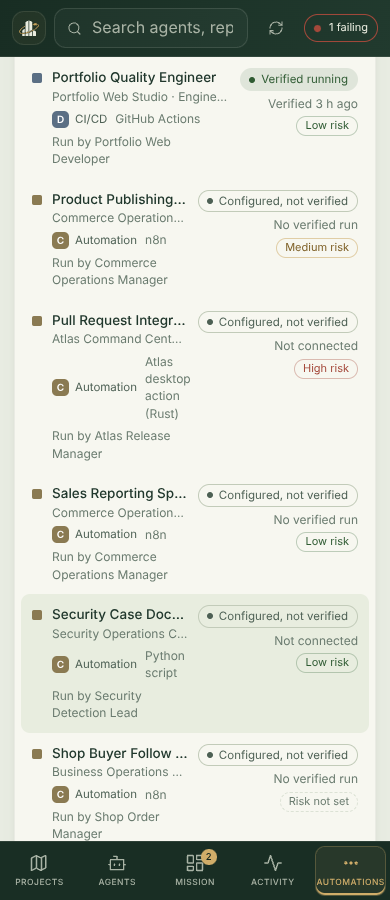 Search agents, rep
1 failing
Portfolio Quality Engineer
Verified running
Portfolio Web Studio · Engine...
Verified 3 h ago
D CI/CD GitHub Actions
Low risk
Run by Portfolio Web
Developer
Product Publishing...
Configured, not verified
Commerce Operation...
No verified run
C Automation n8n
Medium risk
Run by Commerce
Operations Manager
Pull Request Integr...
Configured, not verified
Atlas Command Cent...
Not connected
High risk
C Automation
Atlas
desktop
action
(Rust)
Run by Atlas Release
Manager
Sales Reporting Sp...
Configured, not verified
Commerce Operation...
No verified run
C Automation n8n
Low risk
Run by Commerce
Operations Manager
Security Case Doc...
Configured, not verified
Security Operations C...
Not connected
C Automation
Python
script
Low risk
Run by Security
Detection Lead
Shop Buyer Follow ...
Configured, not verified
Business Operations ...
No verified run
C Automation n8n
Risk not set
Run by Shop Order
Manager
2
PROJECTS
AGENTS
MISSION
ACTIVITY
AUTOMATIONS